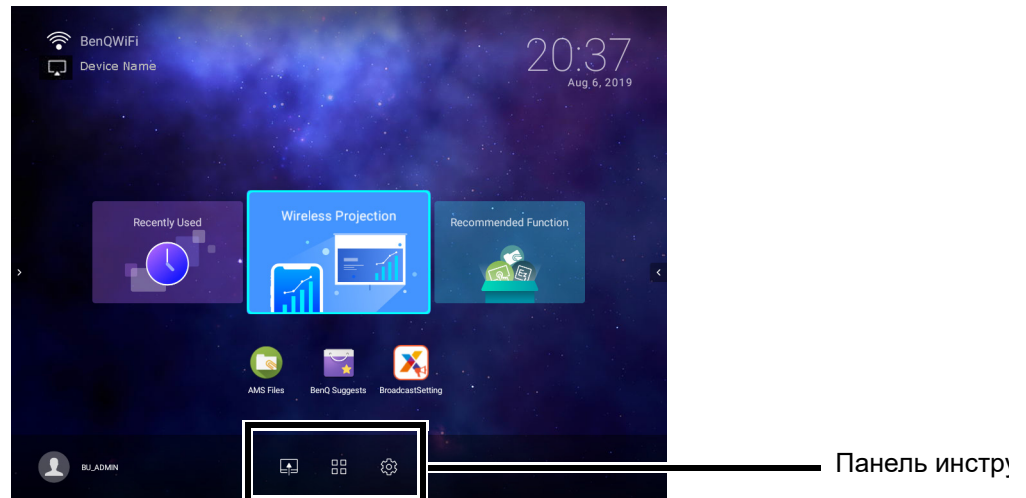 BenQWiFi
Device Name
20:37
Aug 6, 2019
Recently Used
Wireless Projection
Recommended Function
AMS Files
BenQ Suggests
BroadcastSetting
BU_ADMIN
Панель